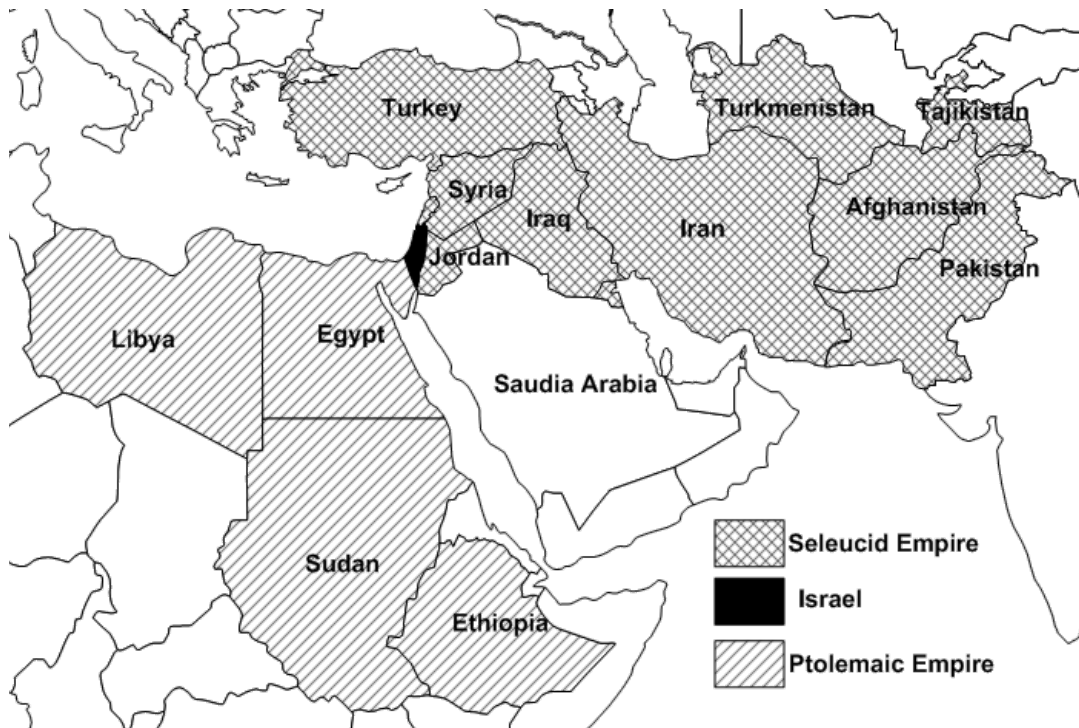 Turkey
Turkmenistan
Tajikistan
Syria
Iraq
Iran
Afghanistan
Jordan
Pakistan
Libya
Egypt
Saudia Arabia
Sudan
Ethiopia
Seleucid Empire
Israel
Ptolemaic Empire